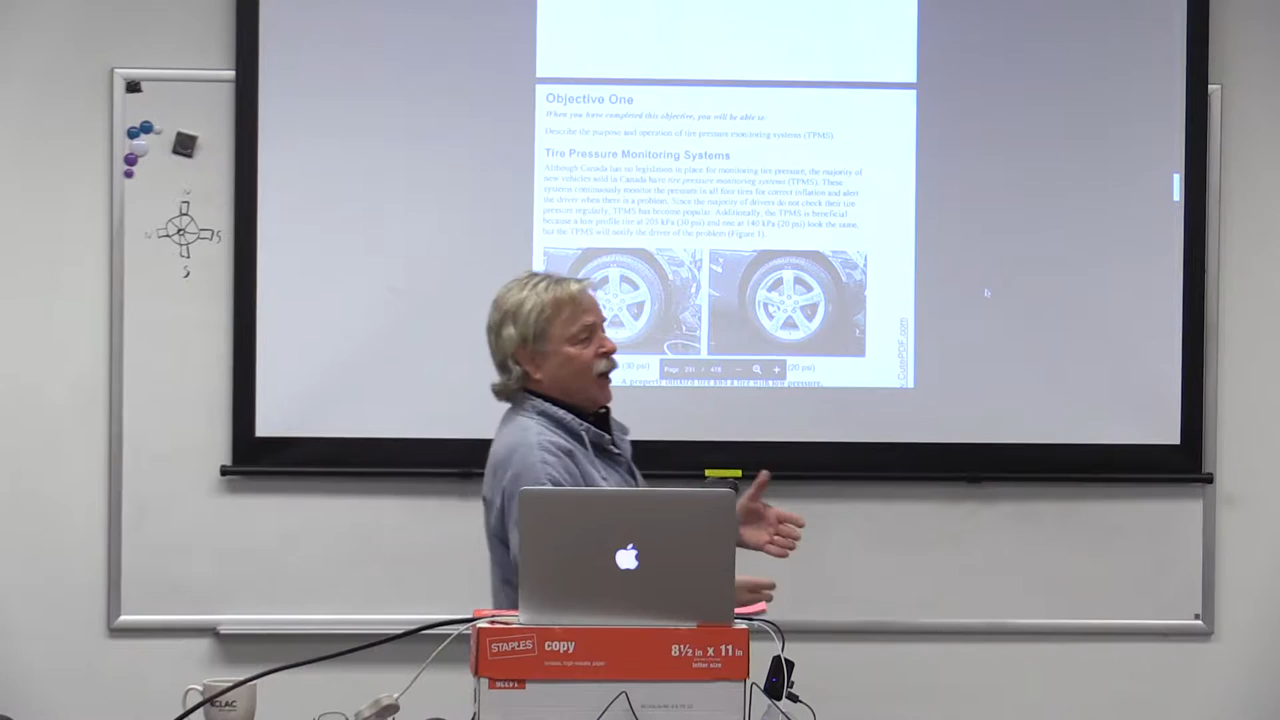 Objective One
When you have completed this objective, you will be able to:
Describe the purpose and operation of tire pressure monitoring systems (TPMS).
Tire Pressure Monitoring Systems
Although Canada has no legislation in place for monitoring tire pressure, the majority of
new vehicles sold in Canada have tire pressure monitoring systems (TPMS). These
systems continuously monitor the pressure in all four tires for correct inflation and alert
the driver when there is a problem. Since the majority of drivers do not check their tire
pressure regularly, TPMS has become popular. Additionally, the TPMS is beneficial
because a low profile tire at 205 kPa (30 psi) and one at 140 kPa (20 psi) look the same,
but the TPMS will notify the driver of the problem (Figure 1).
(30 psi)
(20 psi)
Page 231 / 418
- A properly inflated tire and a tire with low pressure.
CutePDF.com
N
N S
S
STAPLES
copy
8½ in x 11 in
letter size
CLAC